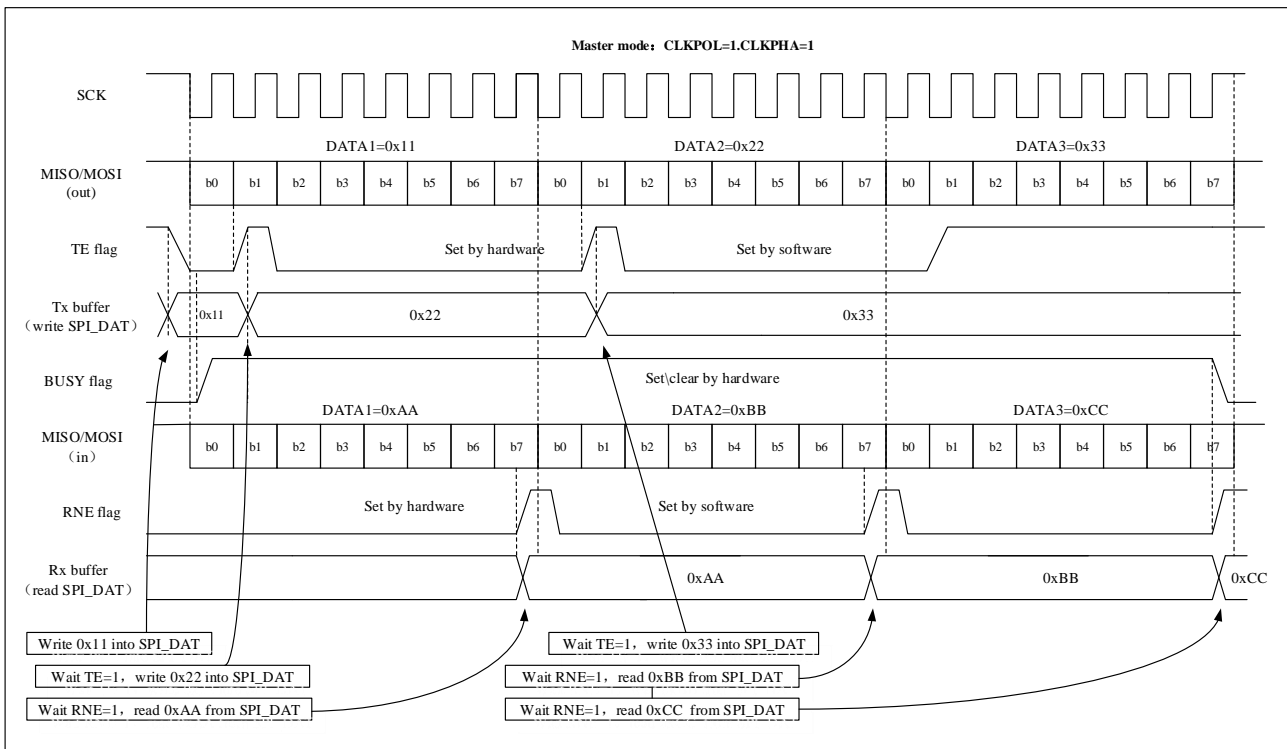 Master mode：CLKPOL=1.CLKPHA=1
SCK
DATA1=0x11 DATA2=0x22 DATA3=0x33
MISO/MOSI
(out)
b0 b1 b2 b3 b4 b5 b6 b7 b0 b1 b2 b3 b4 b5 b6 b7 b0 b1 b2 b3 b4 b5 b6 b7
TE flag
Set by hardware Set by software
Tx buffer
（write SPI_DAT）
0x11 0x22 0x33
BUSY flag
Set\clear by hardware
DATA1=0xAA DATA2=0xBB DATA3=0xCC
MISO/MOSI
（in）
b0 b1 b2 b3 b4 b5 b6 b7 b0 b1 b2 b3 b4 b5 b6 b7 b0 b1 b2 b3 b4 b5 b6 b7
RNE flag
Set by hardware Set by software
Rx buffer
（read SPI_DAT）
0xAA 0xBB 0xCC
Write 0x11 into SPI_DAT
Wait TE=1，write 0x33 into SPI_DAT
Wait TE=1，write 0x22 into SPI_DAT
Wait RNE=1，read 0xBB from SPI_DAT
Wait RNE=1，read 0xAA from SPI_DAT
Wait RNE=1，read 0xCC from SPI_DAT